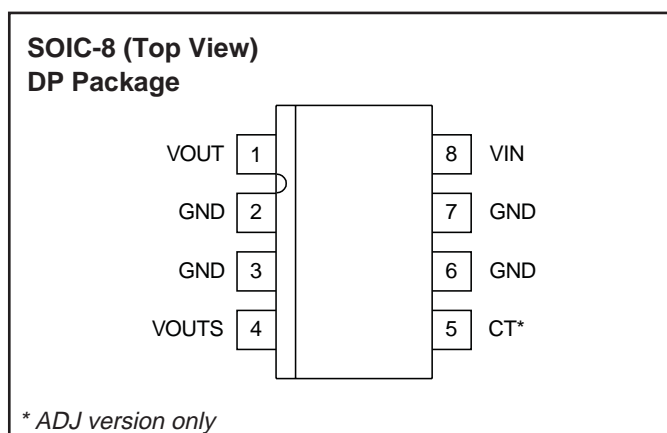 SOIC-8 (Top View)
DP Package
VOUT 1 8 VIN
GND 2 7 GND
GND 3 6 GND
VOUTS 4 5 CT*
* ADJ version only